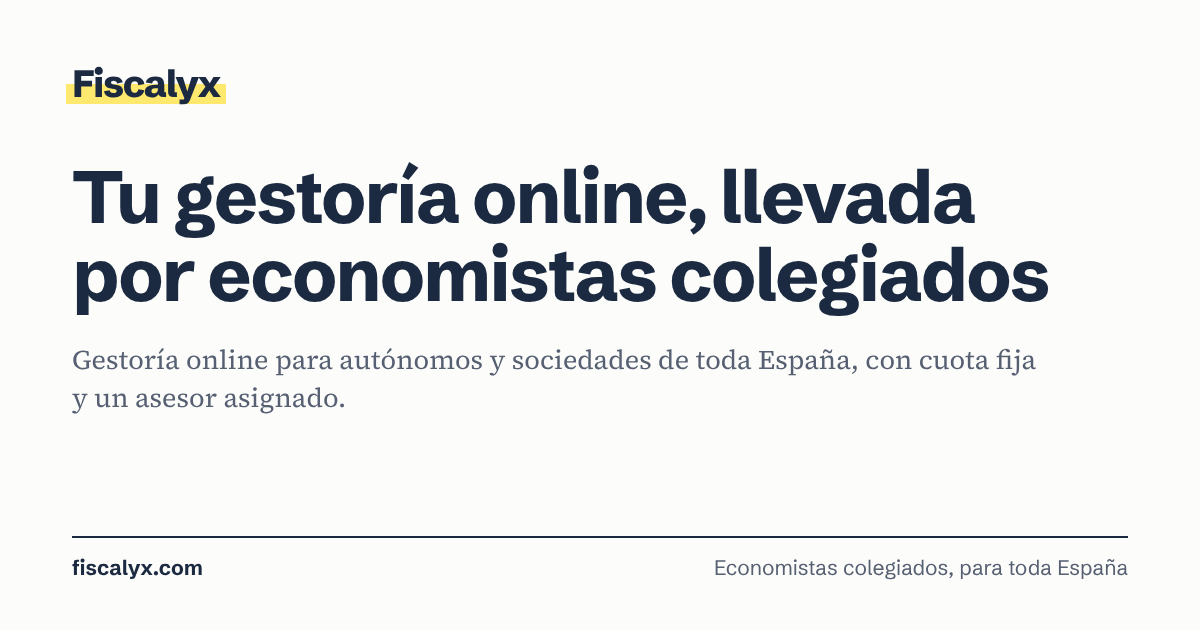 Fiscalyx
Tu gestoría online, llevada
por economistas colegiados
Gestoría online para autónomos y sociedades de toda España, con cuota fija
y un asesor asignado.
fiscalyx.com
Economistas colegiados, para toda España